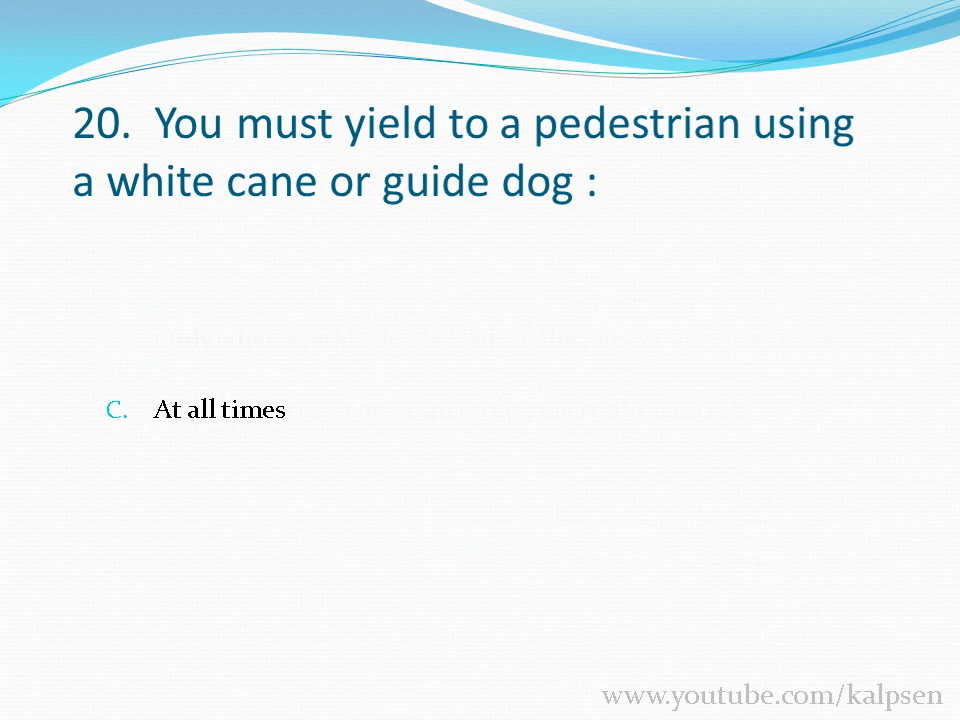 20. You must yield to a pedestrian using
a white cane or guide dog :
C. At all times
www.youtube.com/kalpsen